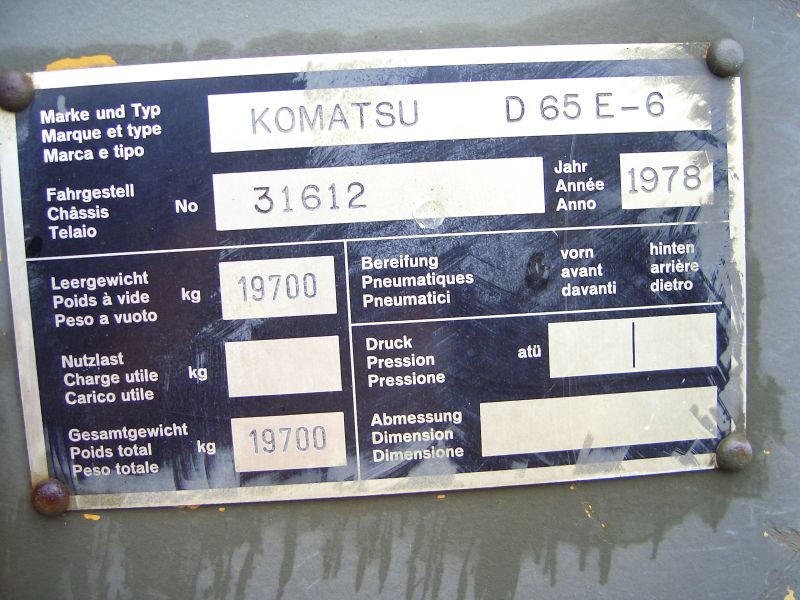 Marke und Typ
Marque et type
Marca e tipo
KOMATSU D 65 E-6
Fahrgestell
Châssis No
Telaio
31612
Jahr
Année
Anno
1978
Leergewicht
Poids à vide kg
Peso a vuoto
19700
Bereifung
Pneumatiques
Pneumatici
vorn
avant
davanti
hinten
arrière
dietro
Nutzlast
Charge utile kg
Carico utile
Druck
Pression atü
Pressione
Gesamtgewicht
Poids total kg
Peso totale
19700
Abmessung
Dimension
Dimensione